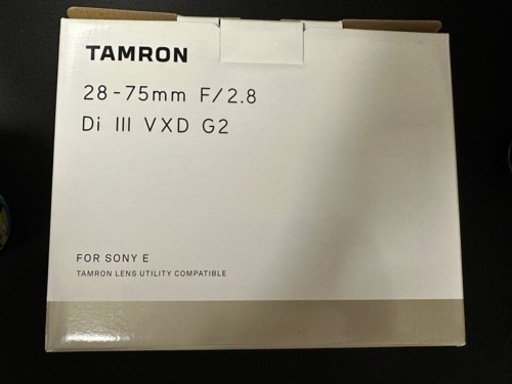 TAMRON
28-75mm F/2.8
Di III VXD G2
FOR SONY E
TAMRON LENS UTILITY COMPATIBLE